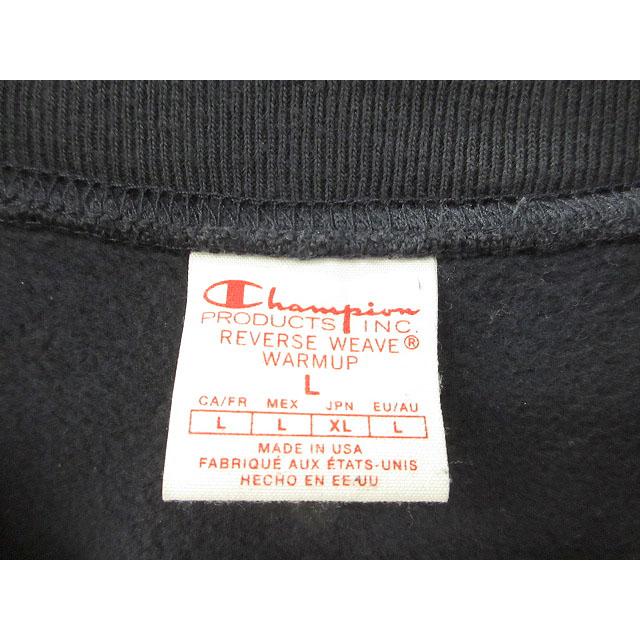 Champion
PRODUCTS INC.
REVERSE WEAVE®
WARMUP
L
CA/FR MEX JPN EU/AU
L L XL L
MADE IN USA
FABRIQUÉ AUX ÉTATS-UNIS
HECHO EN EE.UU